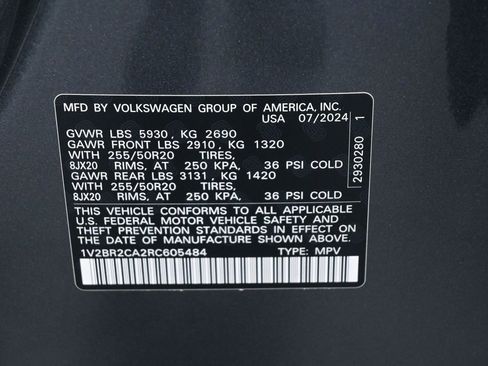 MFD BY VOLKSWAGEN GROUP OF AMERICA, INC.
USA 07/2024
GVWR LBS 5930 , KG 2690
GAWR FRONT LBS 2910 , KG 1320
WITH 255/50R20 TIRES,
8JX20 RIMS, AT 250 KPA, 36 PSI COLD
GAWR REAR LBS 3131 , KG 1420
WITH 255/50R20 TIRES,
8JX20 RIMS, AT 250 KPA, 36 PSI COLD
THIS VEHICLE CONFORMS TO ALL APPLICABLE
U.S. FEDERAL MOTOR VEHICLE SAFETY AND
THEFT PREVENTION STANDARDS IN EFFECT ON
THE DATE OF MANUFACTURE SHOWN ABOVE.
1V2BR2CA2RC605484 TYPE: MPV
2930280 1